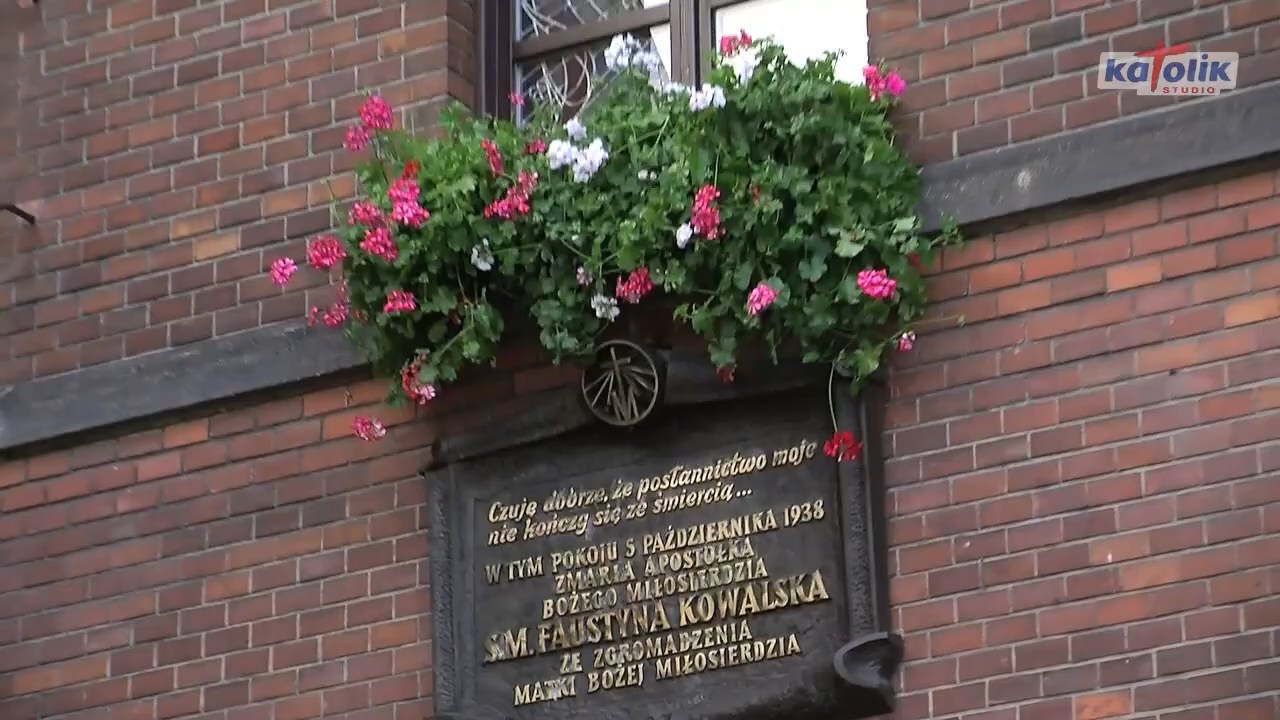 kaTolik
STUDIO
Czuję dobrze, że posłannictwo moje
nie kończy się ze śmiercią...
W TYM POKOJU 5 PAŹDZIERNIKA 1938
ZMARŁA APOSTOŁKA
BOŻEGO MIŁOSIERDZIA
S.M. FAUSTYNA KOWALSKA
ZE ZGROMADZENIA
MATKI BOŻEJ MIŁOSIERDZIA